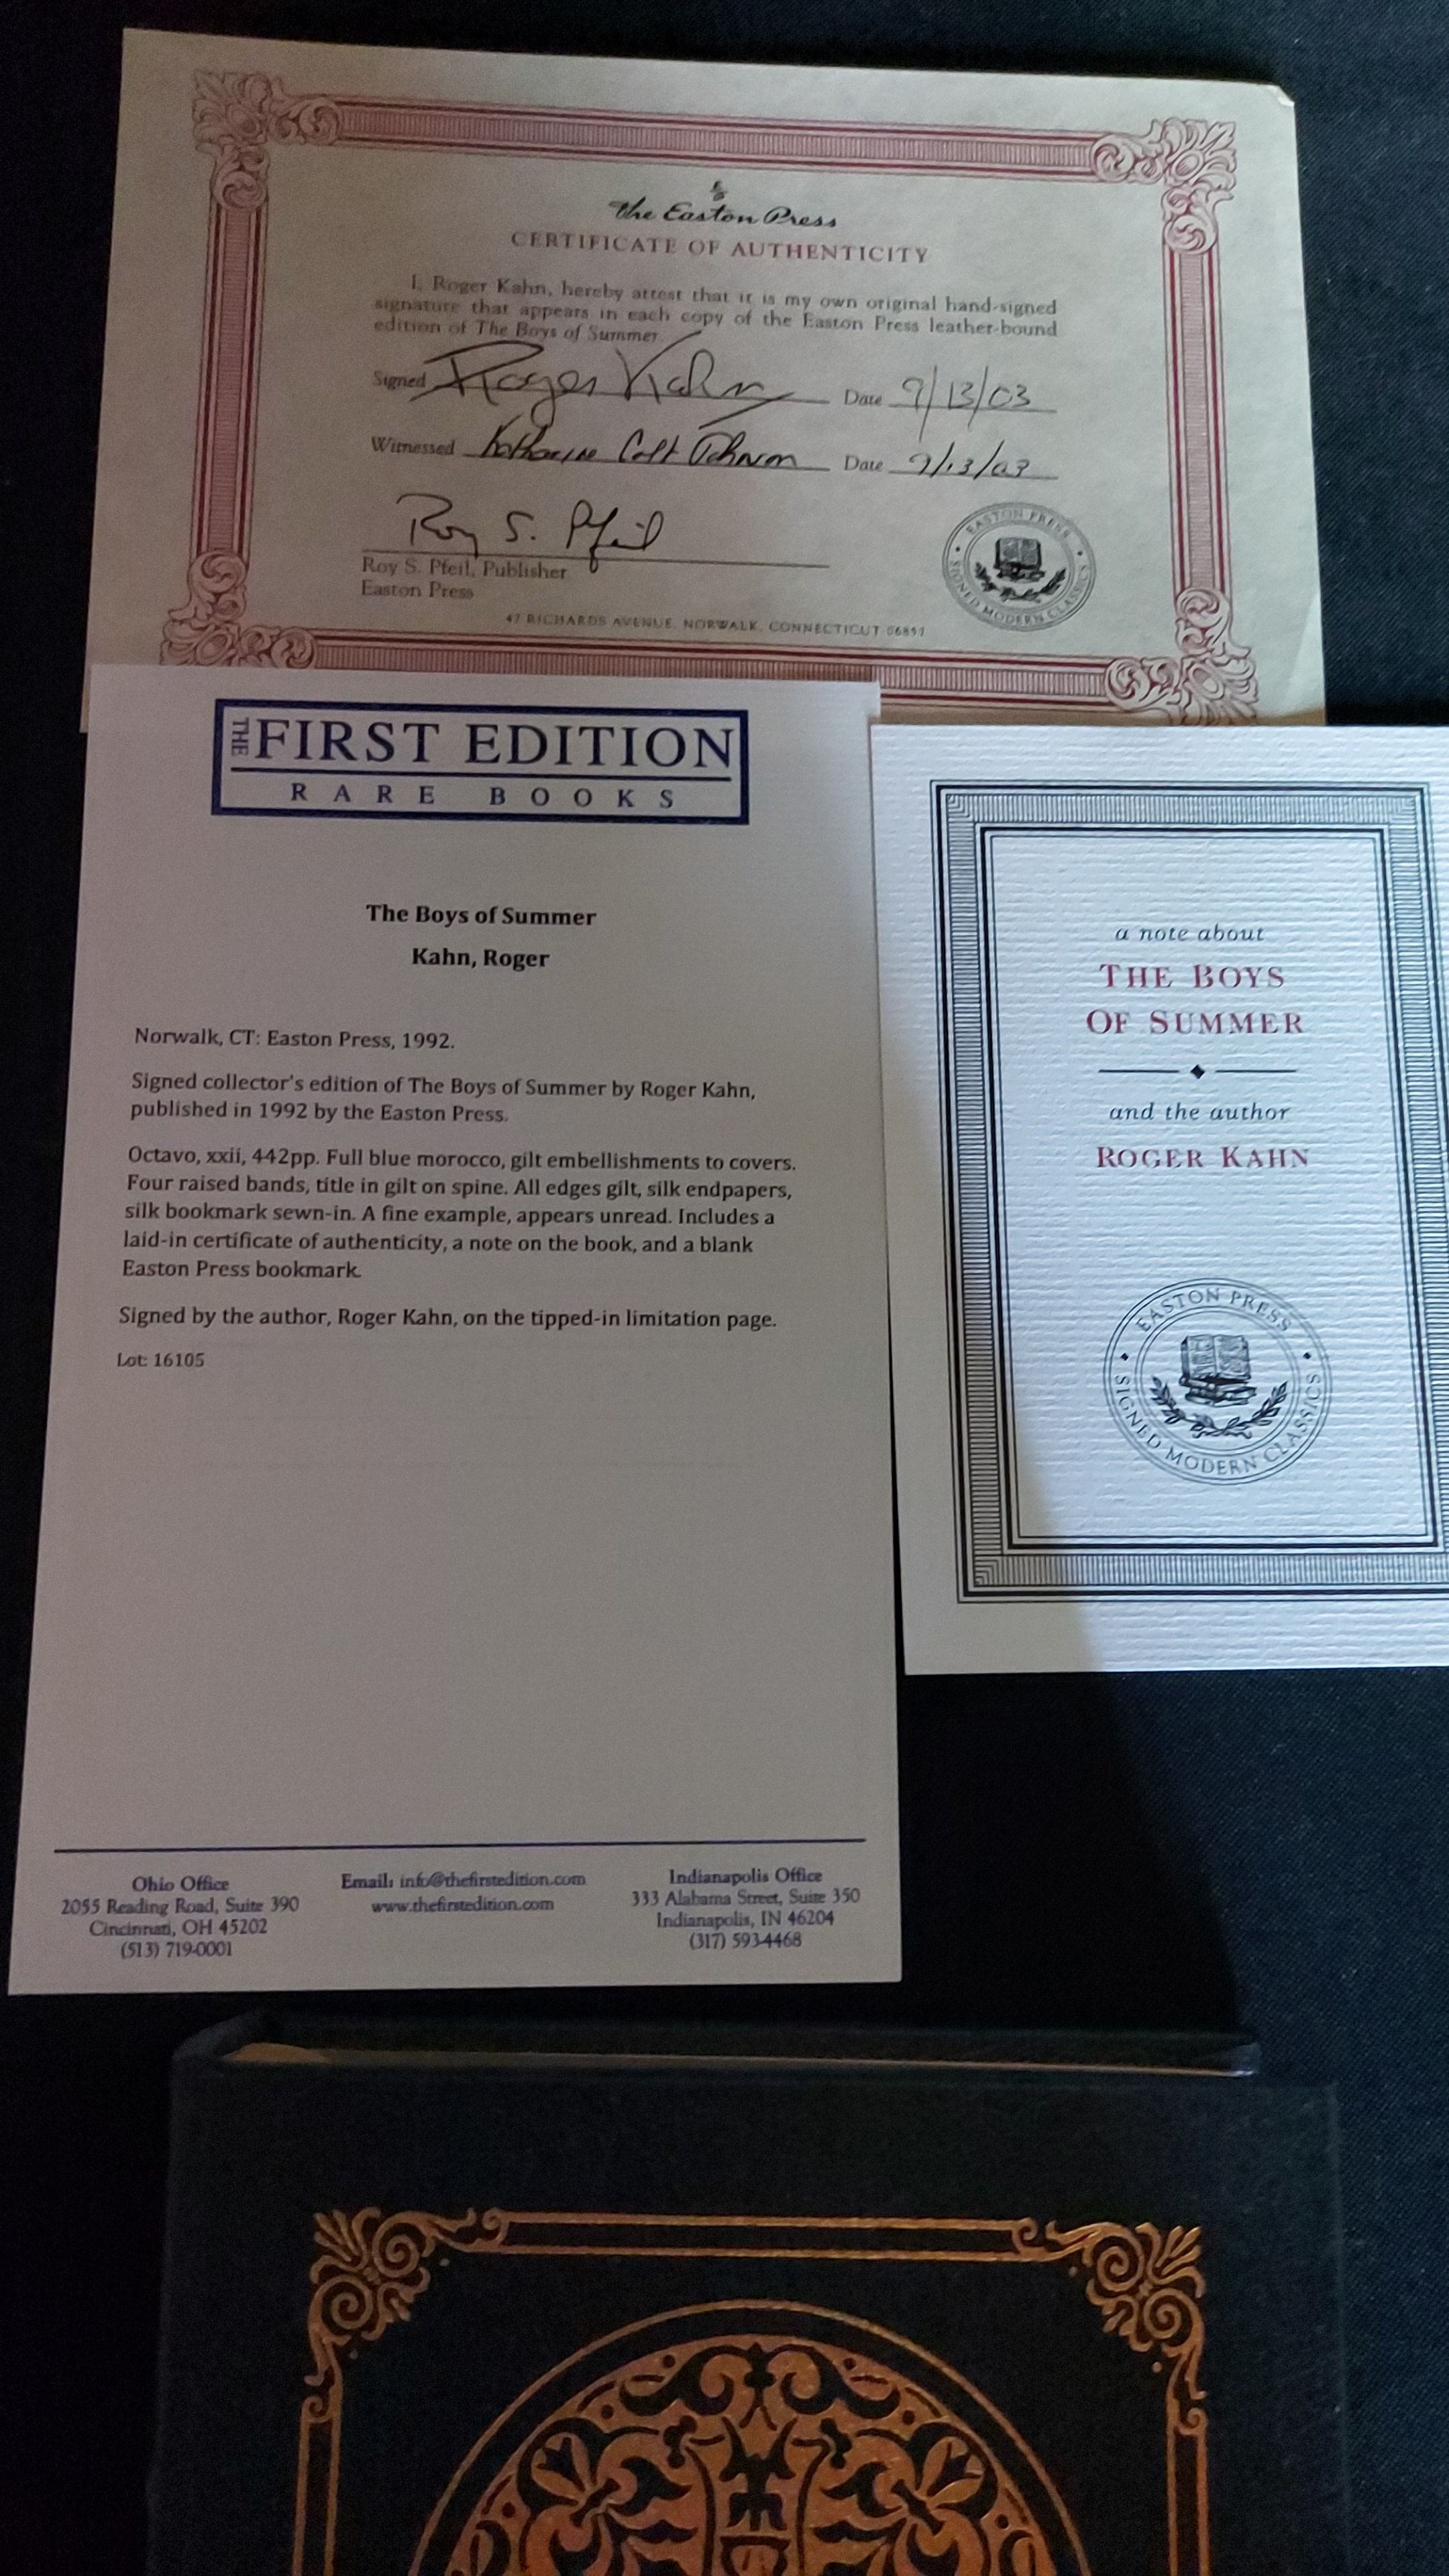 The Easton Press
CERTIFICATE OF AUTHENTICITY
I, Roger Kahn, hereby attest that it is my own original hand-signed
signature that appears in each copy of the Easton Press leather-bound
edition of The Boys of Summer.
Signed Roger Kahn Date 9/13/03
Witnessed Katharine Colt Johnson Date 9/13/03
Roy S. Pfeil
Roy S. Pfeil, Publisher
Easton Press
EASTON PRESS
SIGNED MODERN CLASSICS
47 RICHARDS AVENUE, NORWALK, CONNECTICUT 06857
THE FIRST EDITION
RARE BOOKS
The Boys of Summer
Kahn, Roger
Norwalk, CT: Easton Press, 1992.
Signed collector's edition of The Boys of Summer by Roger Kahn,
published in 1992 by the Easton Press.
Octavo, xxii, 442pp. Full blue morocco, gilt embellishments to covers.
Four raised bands, title in gilt on spine. All edges gilt, silk endpapers,
silk bookmark sewn-in. A fine example, appears unread. Includes a
laid-in certificate of authenticity, a note on the book, and a blank
Easton Press bookmark.
Signed by the author, Roger Kahn, on the tipped-in limitation page.
Lot: 16105
Ohio Office
2055 Reading Road, Suite 390
Cincinnati, OH 45202
(513) 719-0001
Email: info@thefirstedition.com
www.thefirstedition.com
Indianapolis Office
333 Alabama Street, Suite 350
Indianapolis, IN 46204
(317) 593-4468
a note about
THE BOYS
OF SUMMER
and the author
ROGER KAHN
EASTON PRESS
SIGNED MODERN CLASSICS